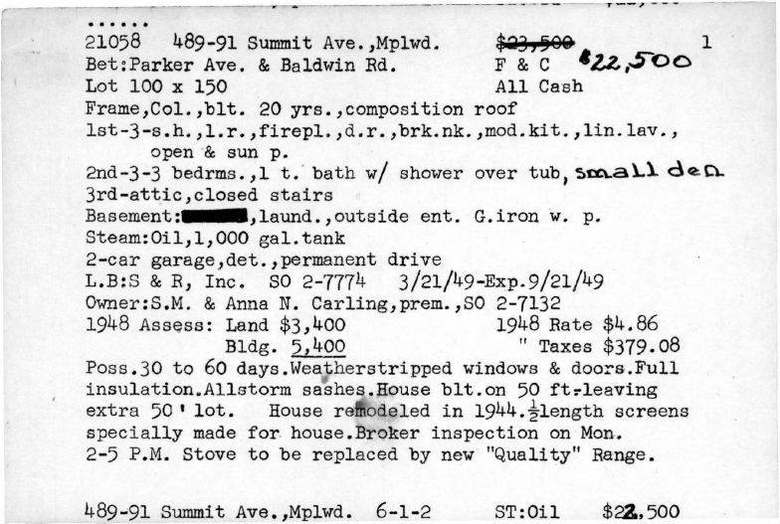 ......
21058 489-91 Summit Ave.,Mplwd. $23,500 1
Bet:Parker Ave. & Baldwin Rd. F & C $22,500
Lot 100 x 150 All Cash
Frame,Col.,blt. 20 yrs.,composition roof
1st-3-s.h.,l.r.,firepl.,d.r.,brk.nk.,mod.kit.,lin.lav.,
open & sun p.
2nd-3-3 bedrms.,1 t. bath w/ shower over tub, small den
3rd-attic,closed stairs
Basement: ,laund.,outside ent. G.iron w. p.
Steam:Oil,1,000 gal.tank
2-car garage,det.,permanent drive
L.B:S & R, Inc. SO 2-7774 3/21/49-Exp.9/21/49
Owner:S.M. & Anna N. Carling,prem.,SO 2-7132
1948 Assess: Land $3,400 1948 Rate $4.86
Bldg. 5,400 " Taxes $379.08
Poss.30 to 60 days.Weatherstripped windows & doors.Full
insulation.Allstorm sashes.House blt.on 50 ft.-leaving
extra 50' lot. House remodeled in 1944.½length screens
specially made for house.Broker inspection on Mon.
2-5 P.M. Stove to be replaced by new "Quality" Range.
489-91 Summit Ave.,Mplwd. 6-1-2 ST:Oil $22,500